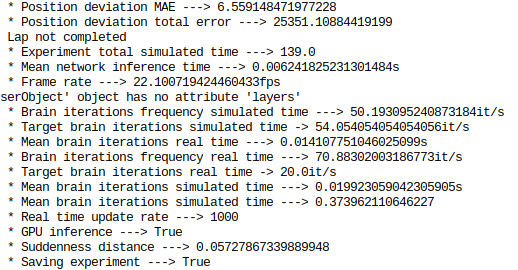 * Position deviation MAE ---> 6.559148471977228
* Position deviation total error ---> 25351.10884419199
Lap not completed
* Experiment total simulated time ---> 139.0
* Mean network inference time ---> 0.006241825231301484s
* Frame rate ---> 22.100719424460433fps
serObject' object has no attribute 'layers'
* Brain iterations frequency simulated time ---> 50.193095240873184it/s
* Target brain iterations simulated time -> 54.054054054054056it/s
* Mean brain iterations real time ---> 0.014107751046025099s
* Brain iterations frequency real time ---> 70.88302003186773it/s
* Target brain iterations real time -> 20.0it/s
* Mean brain iterations simulated time ---> 0.019923059042305905s
* Mean brain iterations simulated time ---> 0.373962110646227
* Real time update rate ---> 1000
* GPU inference ---> True
* Suddenness distance ---> 0.05727867339889948
* Saving experiment ---> True